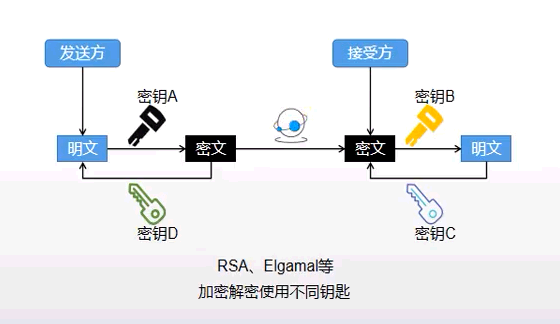 发送方
接受方
密钥A
密钥B
明文
密文
密文
明文
密钥D
密钥C
RSA、Elgamal等
加密解密使用不同钥匙